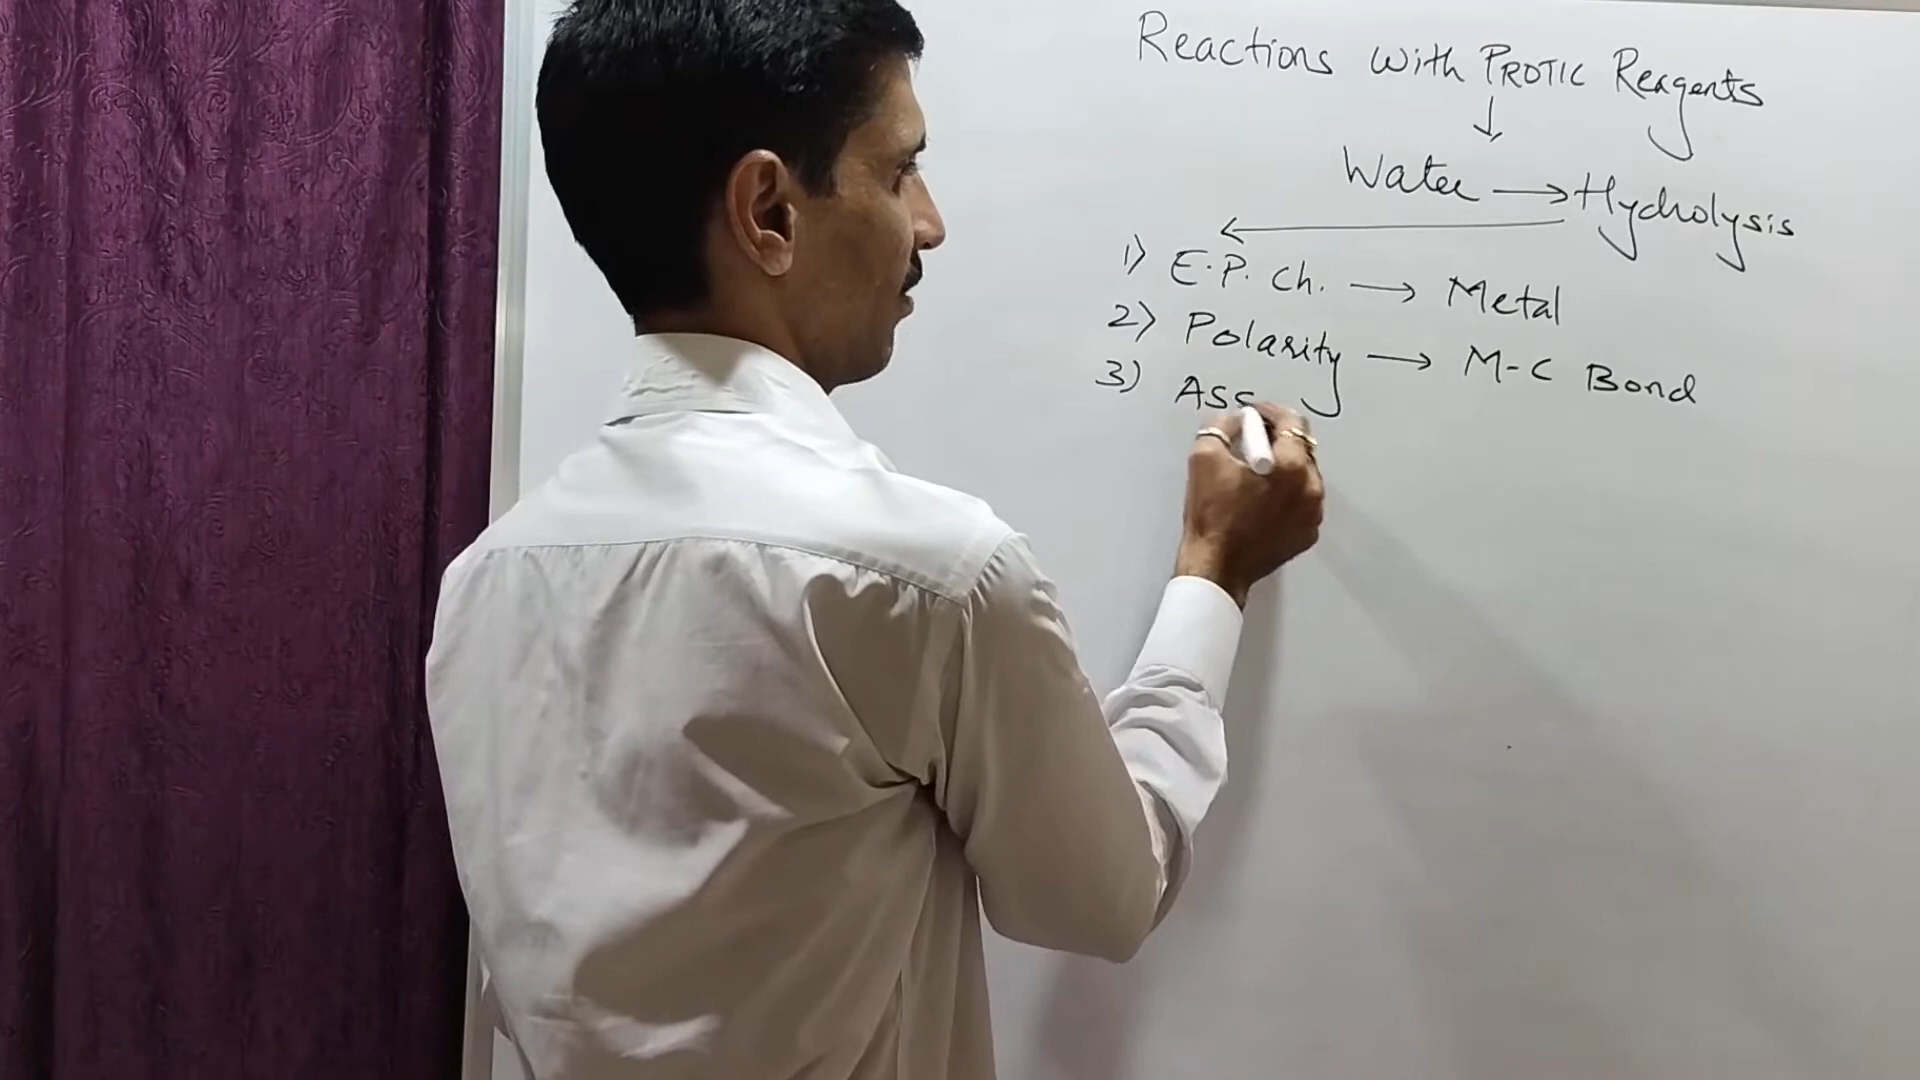 Reactions with PROTIC Reagents
↓
Water → Hydrolysis
←
1) E.P. Ch. → Metal
2) Polarity → M-C Bond
3) Ass